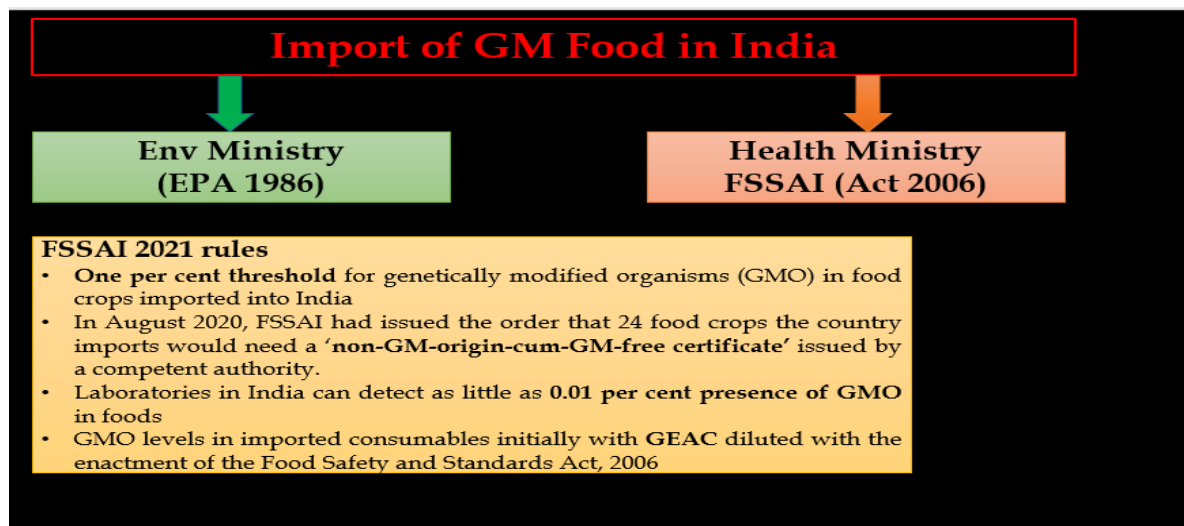 Import of GM Food in India
Env Ministry
(EPA 1986)
Health Ministry
FSSAI (Act 2006)
FSSAI 2021 rules
• One per cent threshold for genetically modified organisms (GMO) in food
crops imported into India
• In August 2020, FSSAI had issued the order that 24 food crops the country
imports would need a ‘non-GM-origin-cum-GM-free certificate’ issued by
a competent authority.
• Laboratories in India can detect as little as 0.01 per cent presence of GMO
in foods
• GMO levels in imported consumables initially with GEAC diluted with the
enactment of the Food Safety and Standards Act, 2006